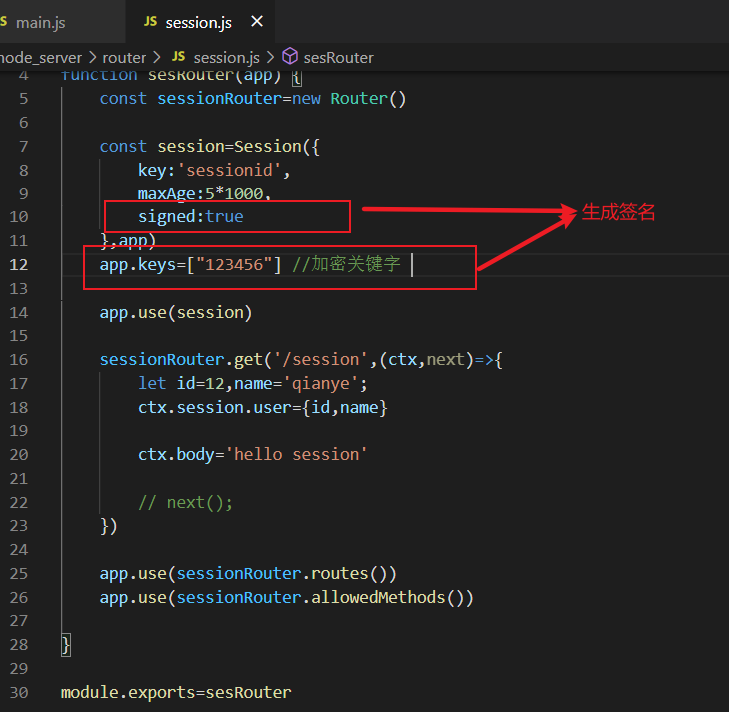 S main.js JS session.js ×
node_server > router > JS session.js > sesRouter
4 function sesRouter(app) {
5 const sessionRouter=new Router()
6
7 const session=Session({
8 key:'sessionid',
9 maxAge:5*1000,
10 signed:true
生成签名
11 },app)
12 app.keys=["123456"] //加密关键字
13
14 app.use(session)
15
16 sessionRouter.get('/session',(ctx,next)=>{
17 let id=12,name='qianye';
18 ctx.session.user={id,name}
19
20 ctx.body='hello session'
21
22 // next();
23 })
24
25 app.use(sessionRouter.routes())
26 app.use(sessionRouter.allowedMethods())
27
28 }
29
30 module.exports=sesRouter